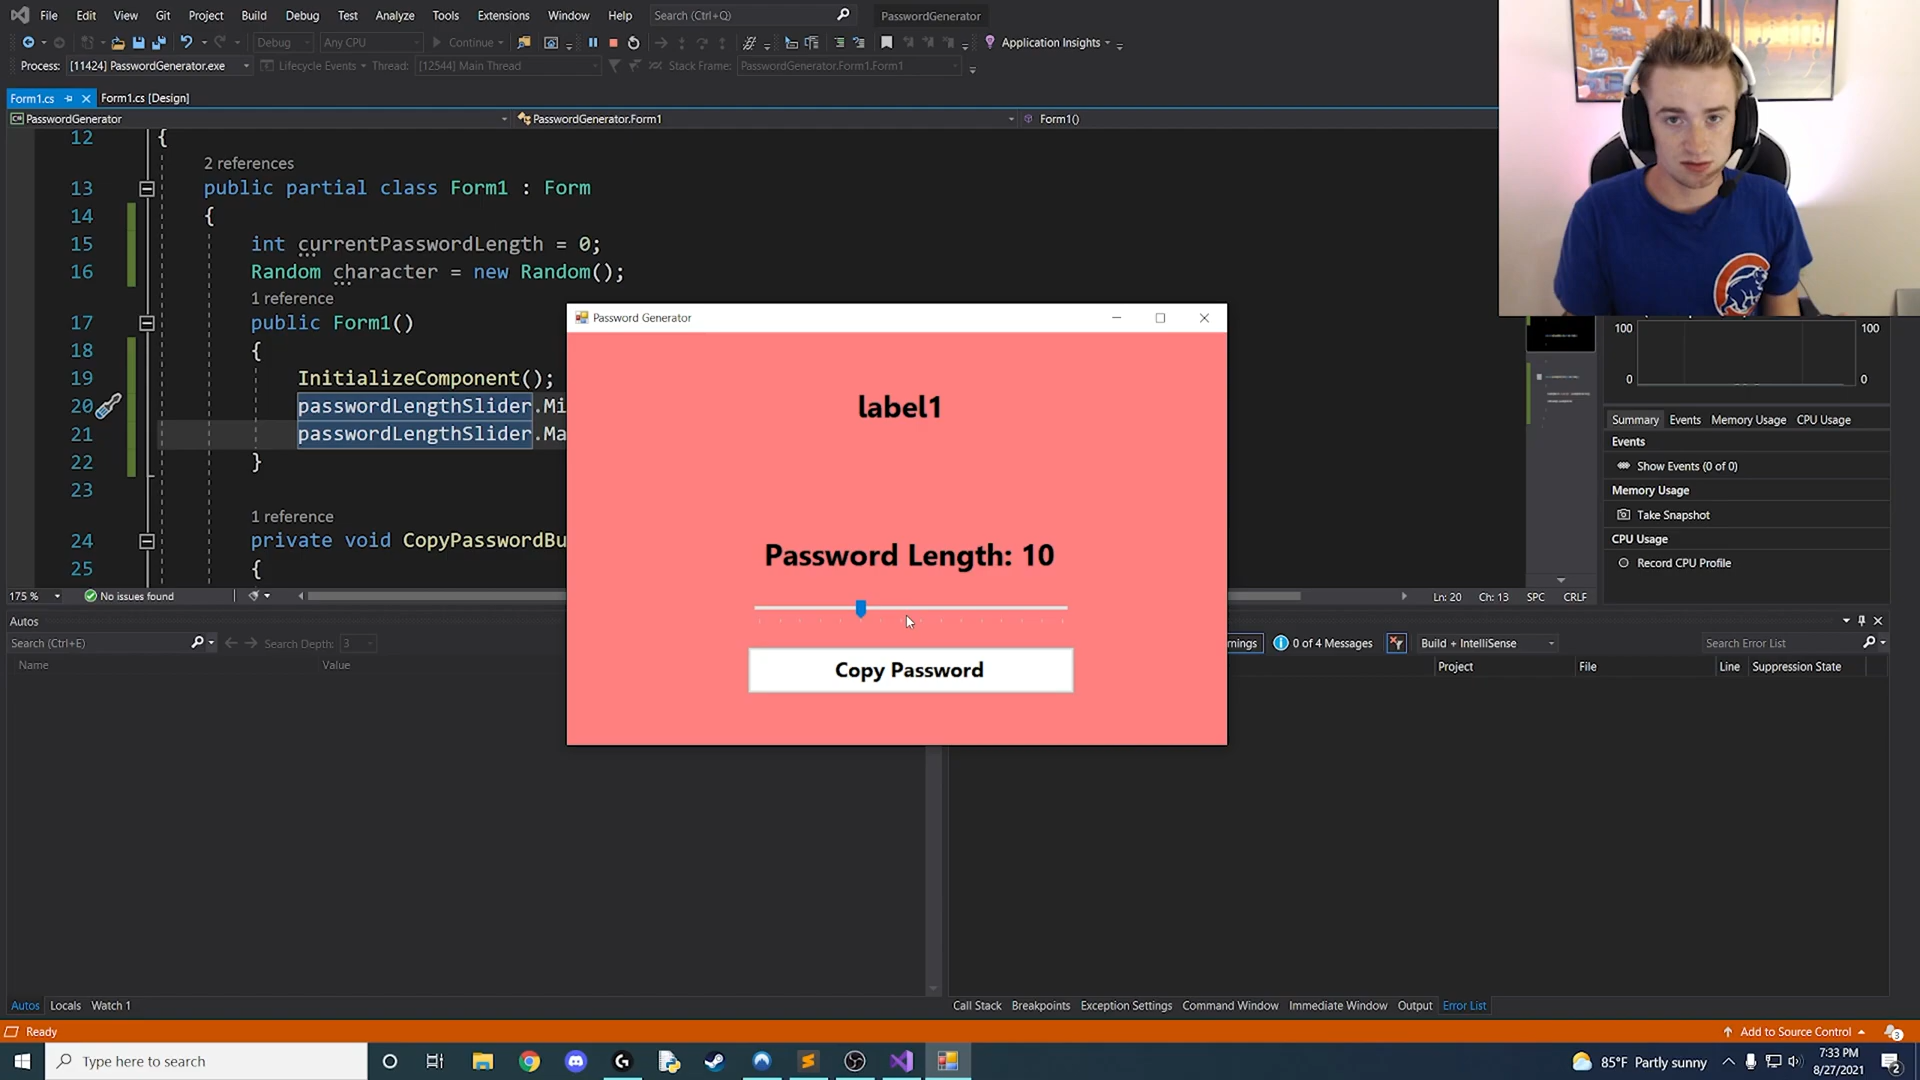 File Edit View Git Project Build Debug Test Analyze Tools Extensions Window Help Search (Ctrl+Q) PasswordGenerator
Debug Any CPU Continue Application Insights
Process: [11424] PasswordGenerator.exe Lifecycle Events Thread: [12544] Main Thread Stack Frame: PasswordGenerator.Form1.Form1
Form1.cs Form1.cs [Design]
PasswordGenerator PasswordGenerator.Form1 Form1()
12 {
2 references
13 public partial class Form1 : Form
14 {
15 int currentPasswordLength = 0;
16 Random character = new Random();
1 reference
17 public Form1()
18 {
19 InitializeComponent();
20 passwordLengthSlider.Mi
21 passwordLengthSlider.Ma
22 }
23
1 reference
24 private void CopyPasswordBu
25 {
175 % No issues found Ln: 20 Ch: 13 SPC CRLF
Password Generator
label1
Password Length: 10
Copy Password
100 100
0 0
Summary Events Memory Usage CPU Usage
Events
Show Events (0 of 0)
Memory Usage
Take Snapshot
CPU Usage
Record CPU Profile
Autos
Search (Ctrl+E) Search Depth: 3
Name Value
0 of 4 Messages Build + IntelliSense Search Error List
Project File Line Suppression State
Autos Locals Watch 1
Call Stack Breakpoints Exception Settings Command Window Immediate Window Output Error List
Ready Add to Source Control 3
Type here to search 85°F Partly sunny 7:33 PM
8/27/2021 2